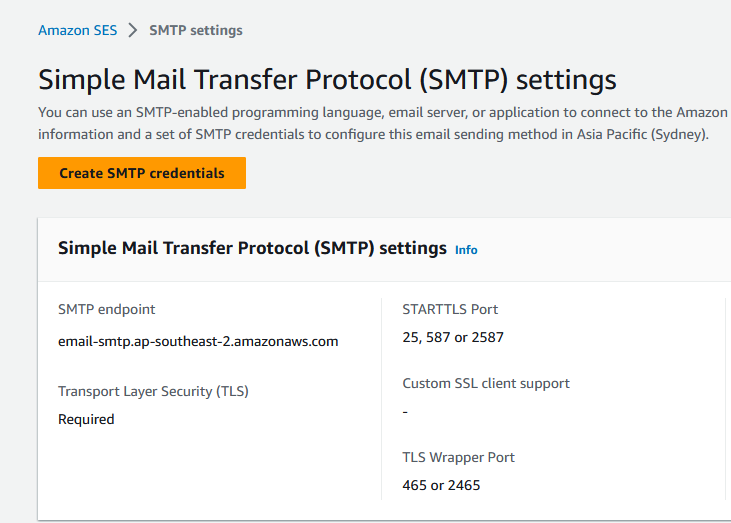 Amazon SES > SMTP settings
Simple Mail Transfer Protocol (SMTP) settings
You can use an SMTP-enabled programming language, email server, or application to connect to the Amazon
information and a set of SMTP credentials to configure this email sending method in Asia Pacific (Sydney).
Create SMTP credentials
Simple Mail Transfer Protocol (SMTP) settings Info
SMTP endpoint
email-smtp.ap-southeast-2.amazonaws.com
Transport Layer Security (TLS)
Required
STARTTLS Port
25, 587 or 2587
Custom SSL client support
-
TLS Wrapper Port
465 or 2465